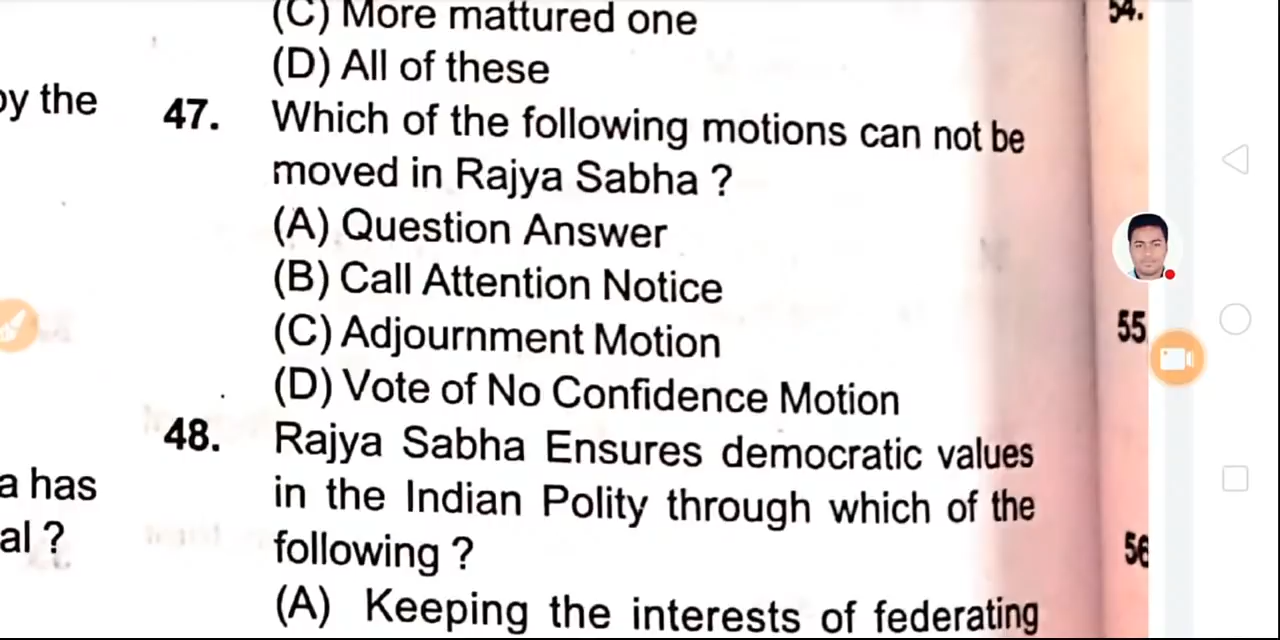 (C) More mattured one
(D) All of these
by the
47. Which of the following motions can not be
moved in Rajya Sabha ?
(A) Question Answer
(B) Call Attention Notice
(C) Adjournment Motion
(D) Vote of No Confidence Motion
48. Rajya Sabha Ensures democratic values
in the Indian Polity through which of the
following ?
(A) Keeping the interests of federating
a has
al ?
54.
55
56